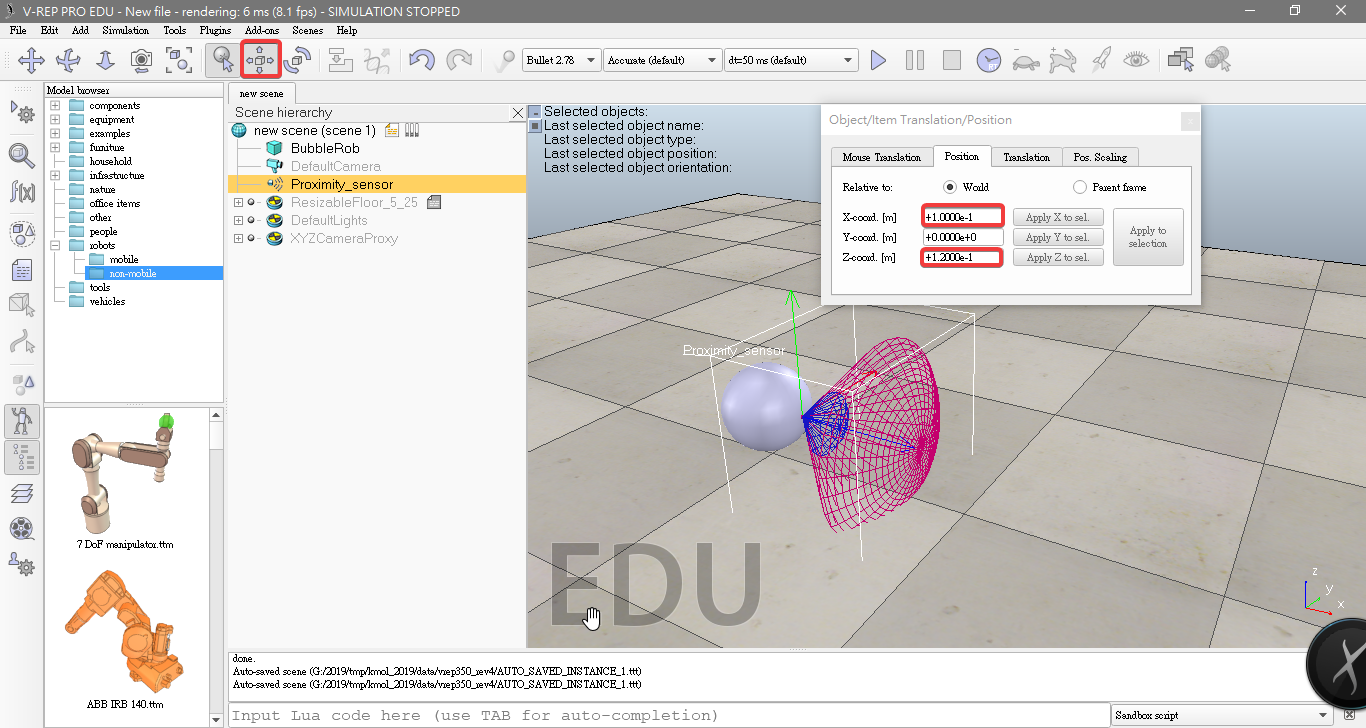 V-REP PRO EDU - New file - rendering: 6 ms (8.1 fps) - SIMULATION STOPPED
File Edit Add Simulation Tools Plugins Add-ons Scenes Help
Bullet 2.78 Accurate (default) dt=50 ms (default)
Model browser
components
equipment
examples
furniture
household
infrastructure
nature
office items
other
people
robots
mobile
non-mobile
tools
vehicles
7 DoF manipulator.ttm
ABB IRB 140.ttm
new scene
Scene hierarchy
new scene (scene 1)
BubbleRob
DefaultCamera
Proximity_sensor
ResizableFloor_5_25
DefaultLights
XYZCameraProxy
Selected objects:
Last selected object name:
Last selected object type:
Last selected object position:
Last selected object orientation:
Object/Item Translation/Position
Mouse Translation Position Translation Pos. Scaling
Relative to: World Parent frame
X-coord. [m] +1.0000e-1 Apply X to sel.
Y-coord. [m] +0.0000e+0 Apply Y to sel.
Z-coord. [m] +1.2000e-1 Apply Z to sel.
Apply to
selection
Proximity_sensor
EDU
z
y
x
done.
Auto-saved scene (G:/2019/tmp/kmol_2019/data/vrep350_rev4/AUTO_SAVED_INSTANCE_1.ttt)
Auto-saved scene (G:/2019/tmp/kmol_2019/data/vrep350_rev4/AUTO_SAVED_INSTANCE_1.ttt)
Input Lua code here (use TAB for auto-completion)
Sandbox script